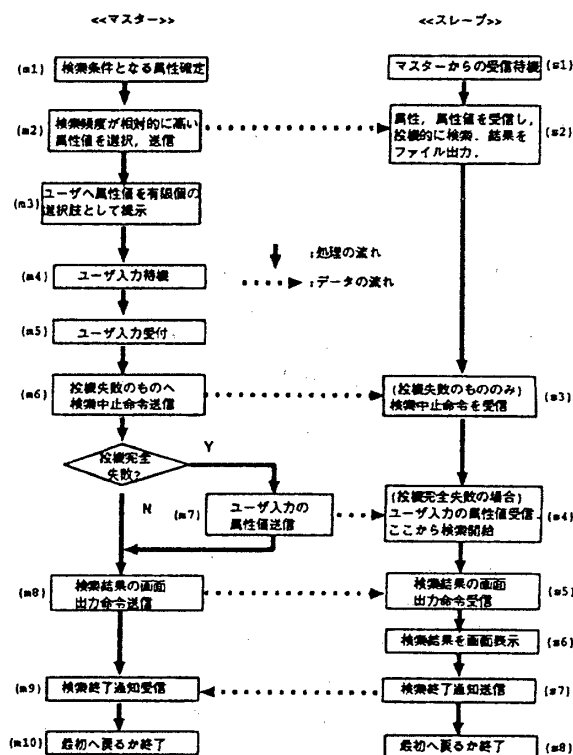 <<マスター>>
(m1) 検索条件となる属性確定
(m2) 検索頻度が相対的に高い
属性値を選択, 送信
(m3) ユーザへ属性値を有限個の
選択肢として提示
(m4) ユーザ入力待機
(m5) ユーザ入力受付
(m6) 投機失敗のものへ
検索中止命令送信
投機完全
失敗?
Y
N
(m7) ユーザ入力の
属性値送信
(m8) 検索結果の画面
出力命令送信
(m9) 検索終了通知受信
(m10) 最初へ戻るか終了
:処理の流れ
:データの流れ
<<スレーブ>>
マスターからの受信待機 (s1)
属性, 属性値を受信し,
投機的に検索. 結果を
ファイル出力.
(s2)
(投機失敗のもののみ)
検索中止命令を受信
(s3)
(投機完全失敗の場合)
ユーザ入力の属性値受信.
ここから検索開始
(s4)
検索結果の画面
出力命令受信
(s5)
検索結果を画面表示 (s6)
検索終了通知送信 (s7)
最初へ戻るか終了 (s8)